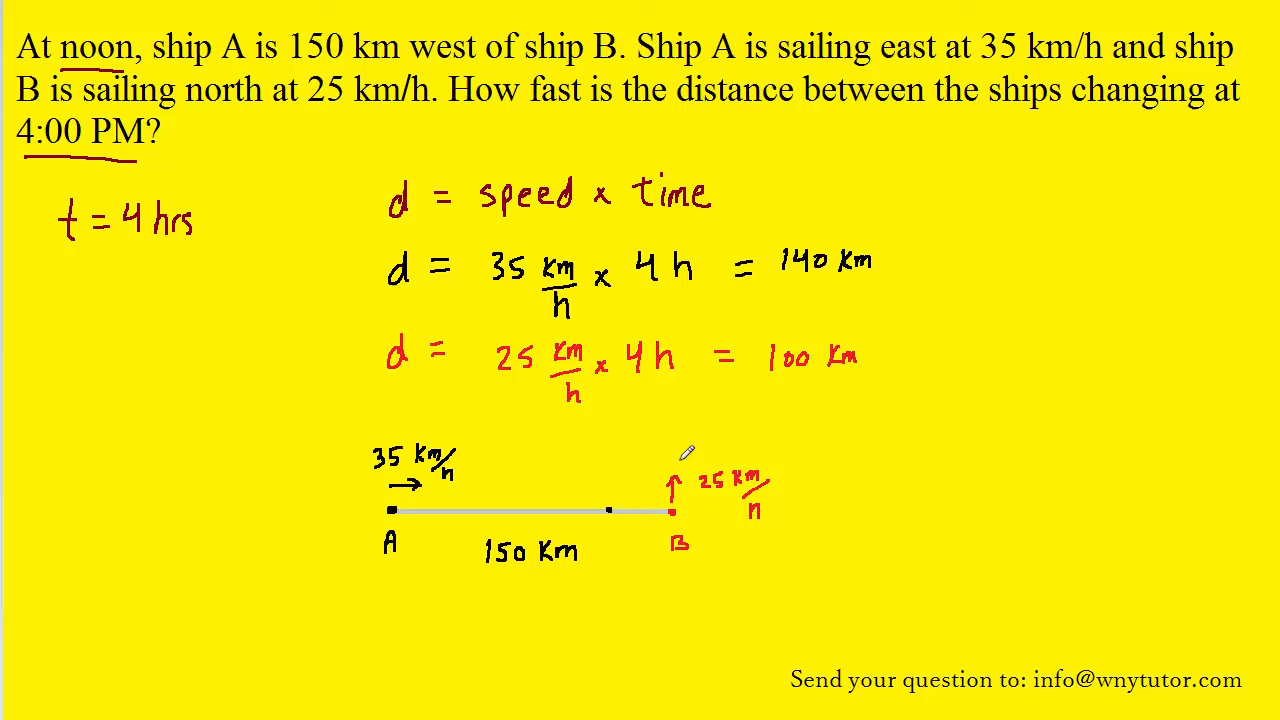 At noon, ship A is 150 km west of ship B. Ship A is sailing east at 35 km/h and ship
B is sailing north at 25 km/h. How fast is the distance between the ships changing at
4:00 PM?
t = 4 hrs
d = speed × time
d = 35 km/h × 4 h = 140 km
d = 25 km/h × 4 h = 100 km
35 km/h
25 km/h
A
B
150 km
Send your question to: info@wnytutor.com